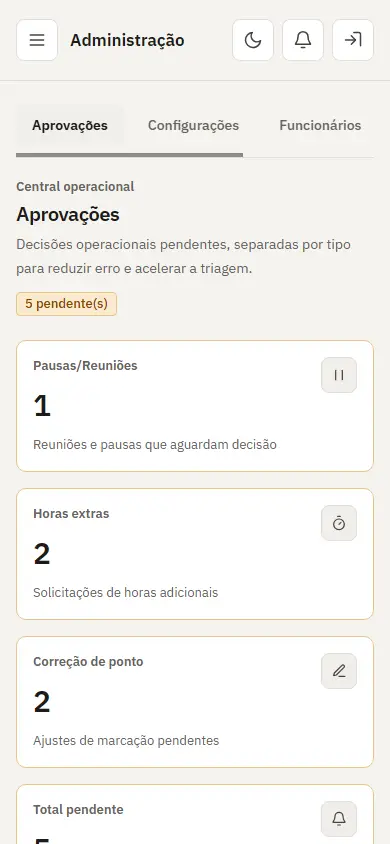 Administração
Aprovações
Configurações
Funcionários
Central operacional
Aprovações
Decisões operacionais pendentes, separadas por tipo
para reduzir erro e acelerar a triagem.
5 pendente(s)
Pausas/Reuniões
1
Reuniões e pausas que aguardam decisão
Horas extras
2
Solicitações de horas adicionais
Correção de ponto
2
Ajustes de marcação pendentes
Total pendente